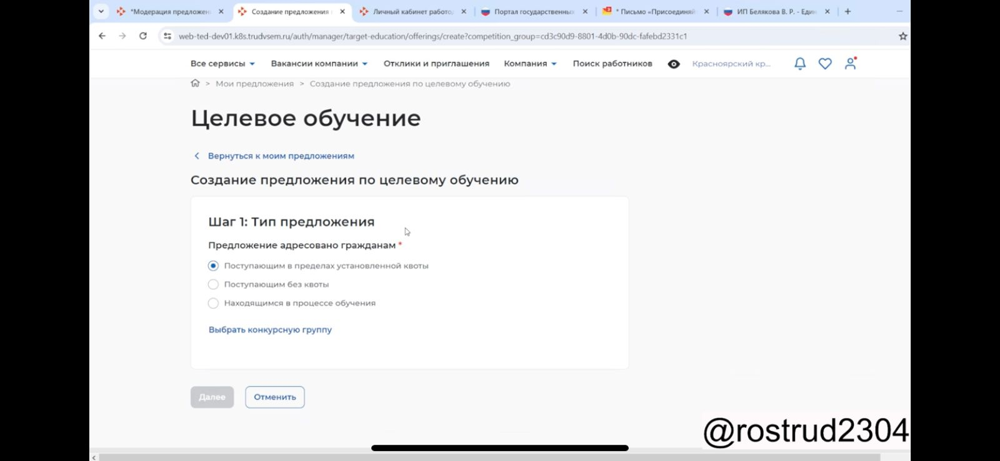 *Модерация предложен
Создание предложения
Личный кабинет работо
Портал государственных
* Письмо «Присоединяй
ИП Белякова В. Р. - Един
web-ted-dev01.k8s.trudvsem.ru/auth/manager/target-education/offerings/create?competition_group=cd3c90d9-8801-4d0b-90dc-fafebd2331c1
Все сервисы
Вакансии компании
Отклики и приглашения
Компания
Поиск работников
Красноярский кр...
> Мои предложения > Создание предложения по целевому обучению
Целевое обучение
Вернуться к моим предложениям
Создание предложения по целевому обучению
Шаг 1: Тип предложения
Предложение адресовано гражданам *
Поступающим в пределах установленной квоты
Поступающим без квоты
Находящимся в процессе обучения
Выбрать конкурсную группу
Далее
Отменить
@rostrud2304